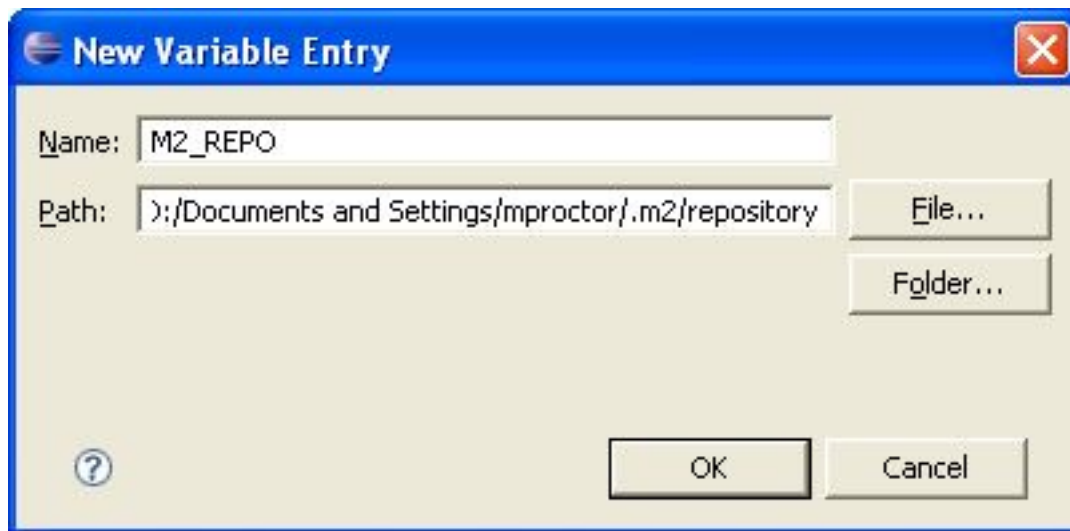 New Variable Entry
Name: M2_REPO
Path: :/Documents and Settings/mproctor/.m2/repository
File...
Folder...
? OK Cancel